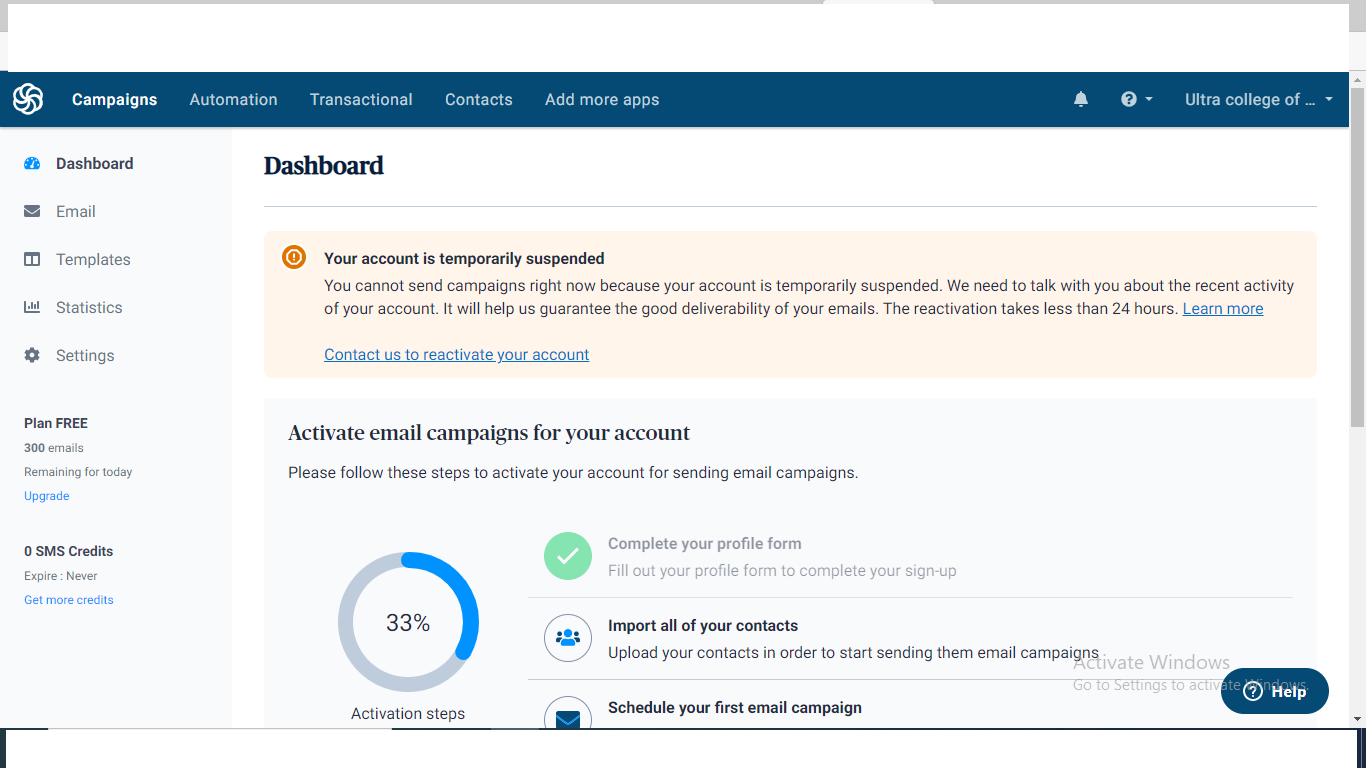 Campaigns Automation Transactional Contacts Add more apps Ultra college of ...
Dashboard
Email
Templates
Statistics
Settings
Plan FREE
300 emails
Remaining for today
Upgrade
0 SMS Credits
Expire : Never
Get more credits
Dashboard
Your account is temporarily suspended
You cannot send campaigns right now because your account is temporarily suspended. We need to talk with you about the recent activity
of your account. It will help us guarantee the good deliverability of your emails. The reactivation takes less than 24 hours. Learn more
Contact us to reactivate your account
Activate email campaigns for your account
Please follow these steps to activate your account for sending email campaigns.
33%
Activation steps
Complete your profile form
Fill out your profile form to complete your sign-up
Import all of your contacts
Upload your contacts in order to start sending them email campaigns
Schedule your first email campaign
Activate Windows
Go to Settings to activate Windows.
Help